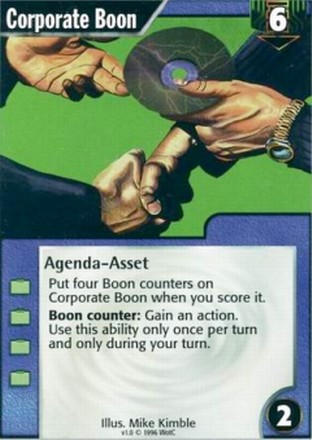 Corporate Boon
6
Agenda-Asset
Put four Boon counters on
Corporate Boon when you score it.
Boon counter: Gain an action.
Use this ability only once per turn
and only during your turn.
Illus. Mike Kimble
v1.0 © 1996 WotC
2